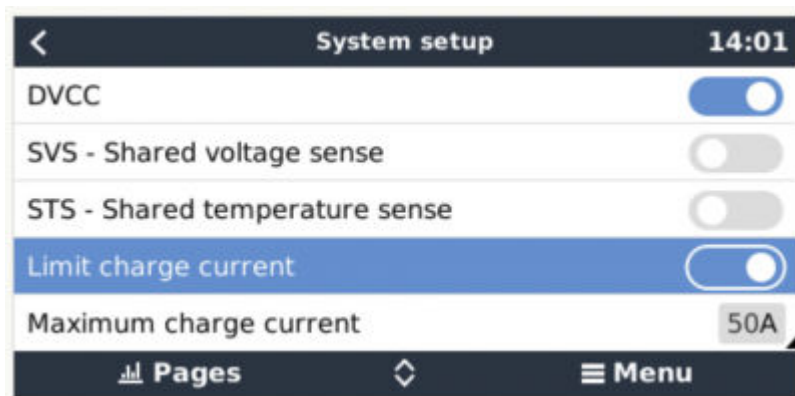 System setup 14:01
DVCC
SVS - Shared voltage sense
STS - Shared temperature sense
Limit charge current
Maximum charge current 50A
Pages Menu